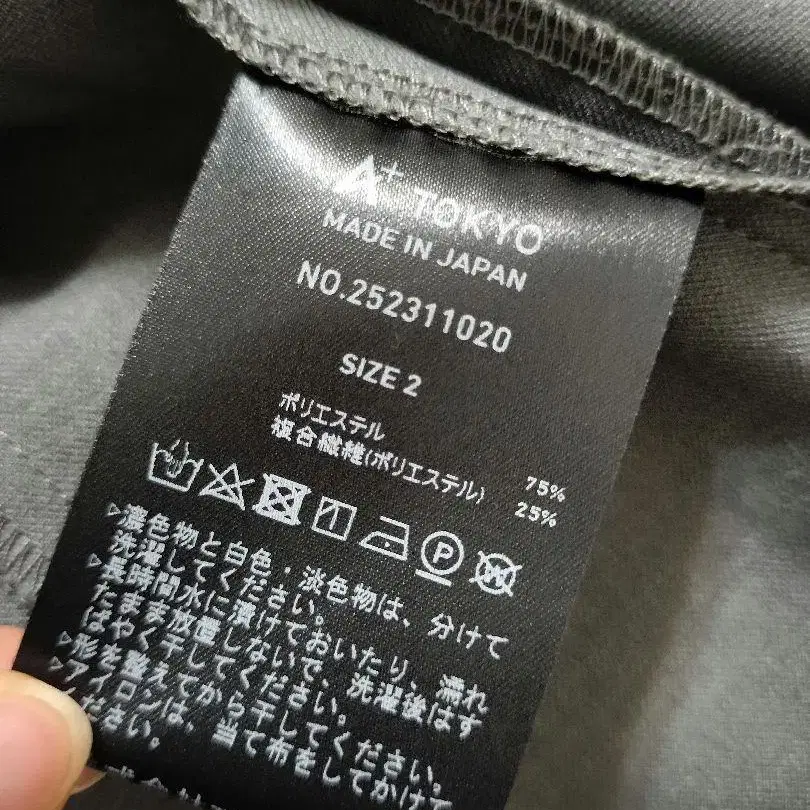 A+ TOKYO
MADE IN JAPAN
NO.252311020
SIZE 2
ポリエステル 75%
複合繊維(ポリエステル) 25%
P
W
▷濃色物と白色・淡色物は、分けて
洗濯してください。
▷長時間水に漬けておいたり、濡れ
たまま放置しないで、洗濯後はす
ばやく干してください。
▷形を整えてから干してください。
▷アイロンは、当て布をしてかけて
ください。